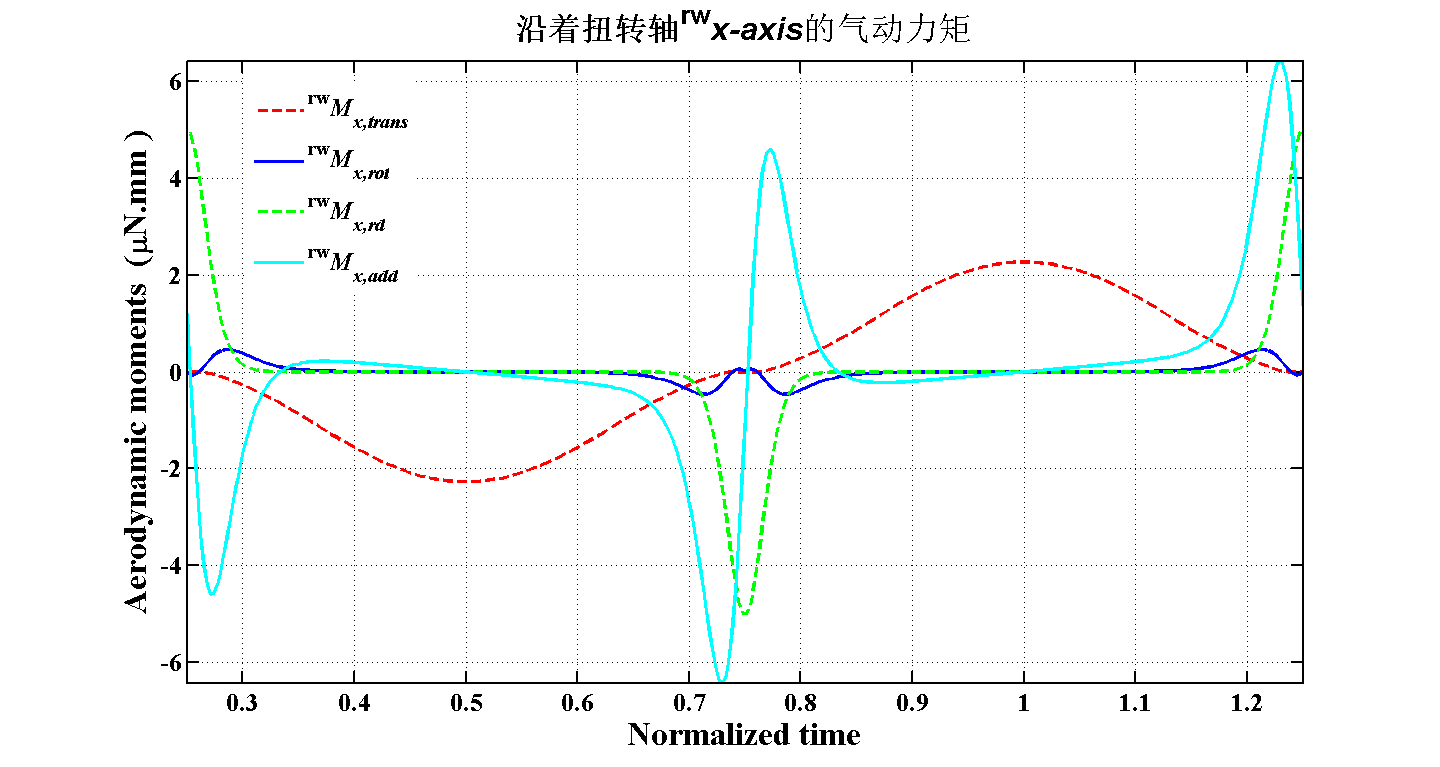 沿着扭转轴rwx-axis的气动力矩
rwMx,trans
rwMx,rot
rwMx,rd
rwMx,add
Aerodynamic moments (μN.mm)
6
4
2
0
-2
-4
-6
0.3 0.4 0.5 0.6 0.7 0.8 0.9 1 1.1 1.2
Normalized time